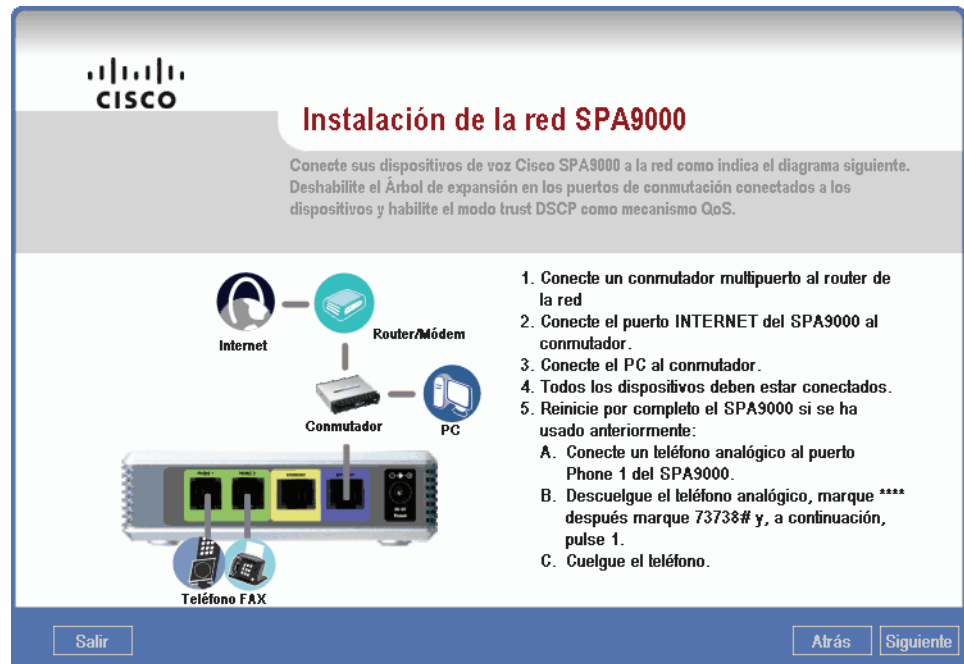 CISCO
Instalación de la red SPA9000
Conecte sus dispositivos de voz Cisco SPA9000 a la red como indica el diagrama siguiente.
Deshabilite el Árbol de expansión en los puertos de conmutación conectados a los
dispositivos y habilite el modo trust DSCP como mecanismo QoS.
Internet
Router/Módem
Conmutador
PC
PHONE 1
PHONE 2
Power
Teléfono FAX
1. Conecte un conmutador multipuerto al router de
la red
2. Conecte el puerto INTERNET del SPA9000 al
conmutador.
3. Conecte el PC al conmutador.
4. Todos los dispositivos deben estar conectados.
5. Reinicie por completo el SPA9000 si se ha
usado anteriormente:
A. Conecte un teléfono analógico al puerto
Phone 1 del SPA9000.
B. Descuelgue el teléfono analógico, marque ****
después marque 73738# y, a continuación,
pulse 1.
C. Cuelgue el teléfono.
Salir
Atrás
Siguiente